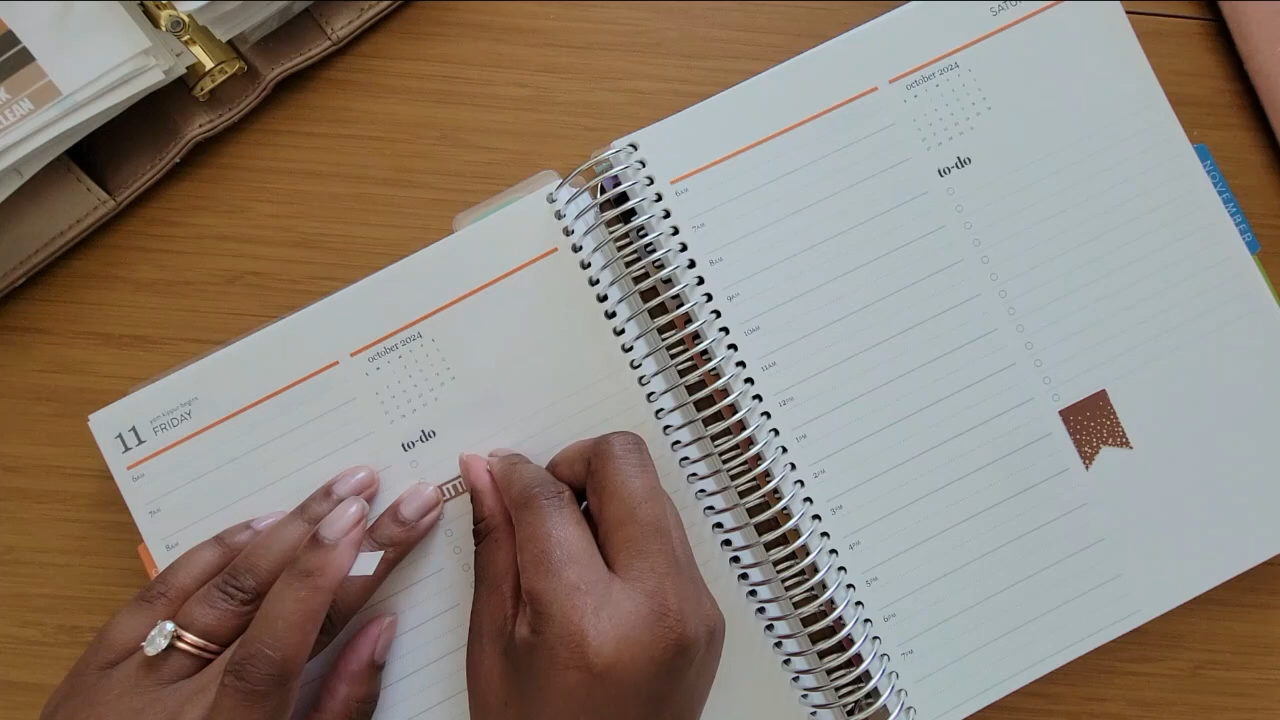 LEAN
11
yom kippur begins
FRIDAY
october 2024
to-do
6AM
7AM
8AM
october 2024
to-do
6AM
7AM
8AM
9AM
10AM
11AM
12PM
1PM
2PM
3PM
4PM
5PM
6PM
7PM
NOVEMBER